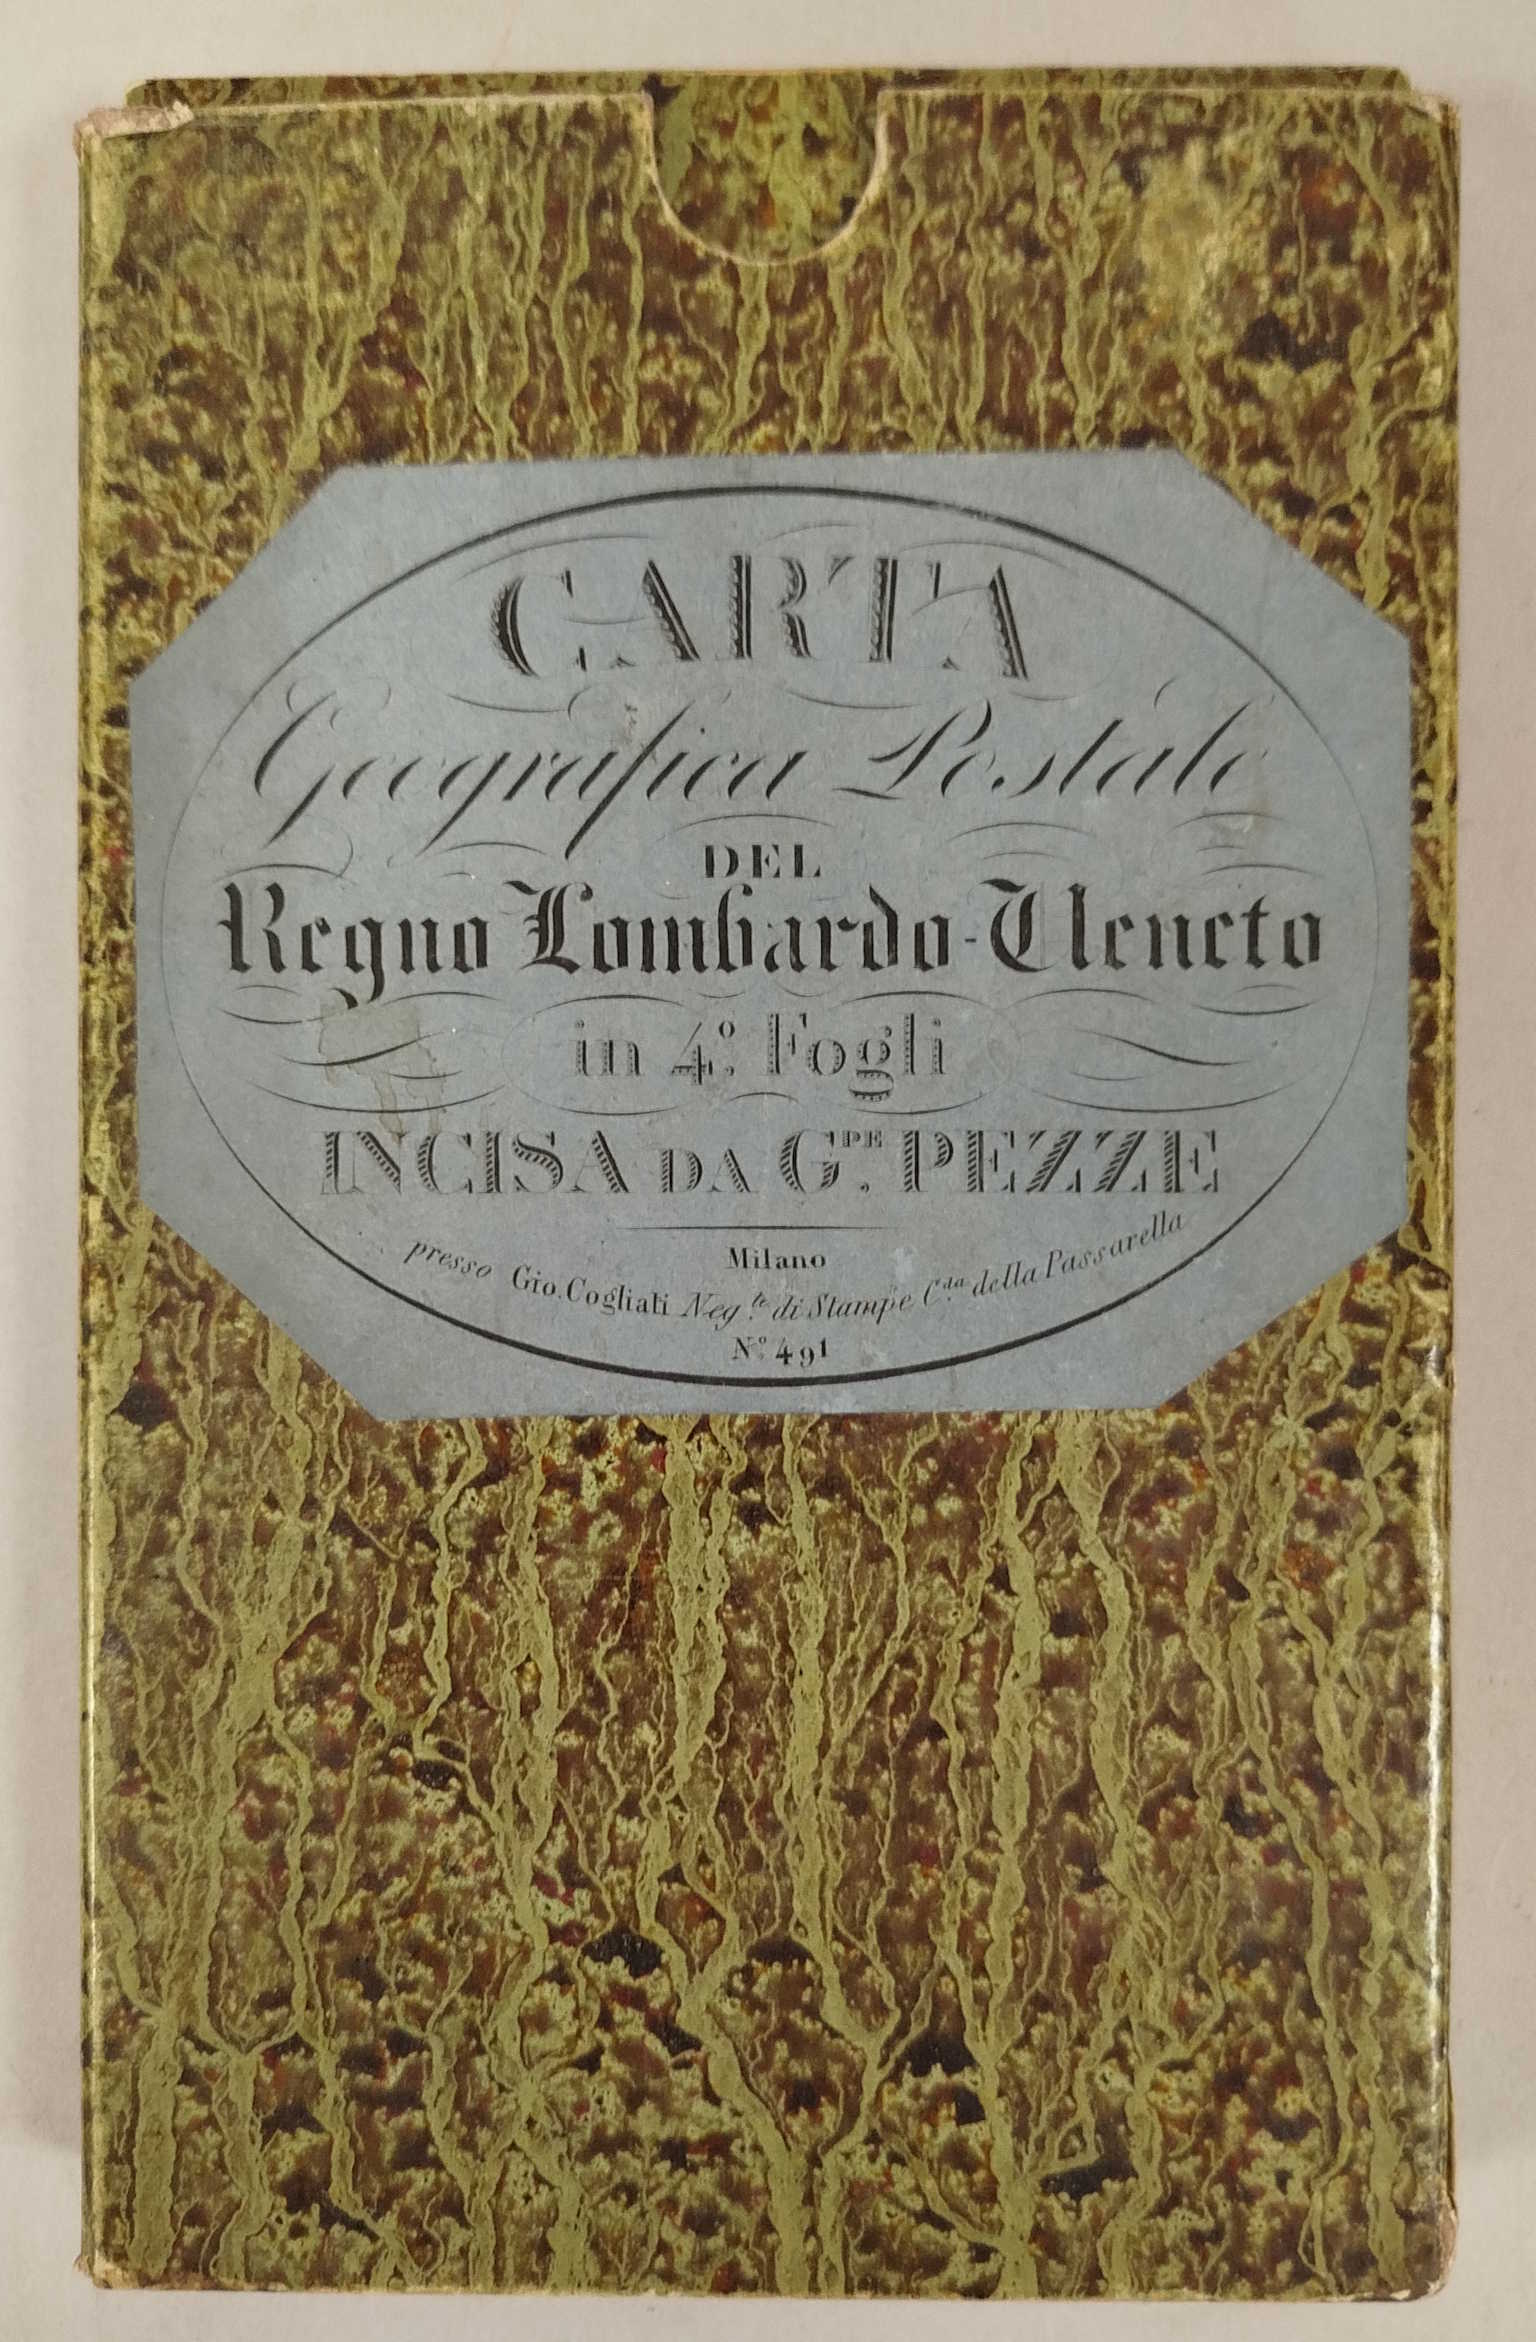 CARTA
Geografica Postale
DEL
Regno Lombardo-Veneto
in 4.º Fogli
INCISA DA G.PE PEZZE
Milano
presso Gio. Cogliati Neg.te di Stampe C.da della Passarella
N.º 491